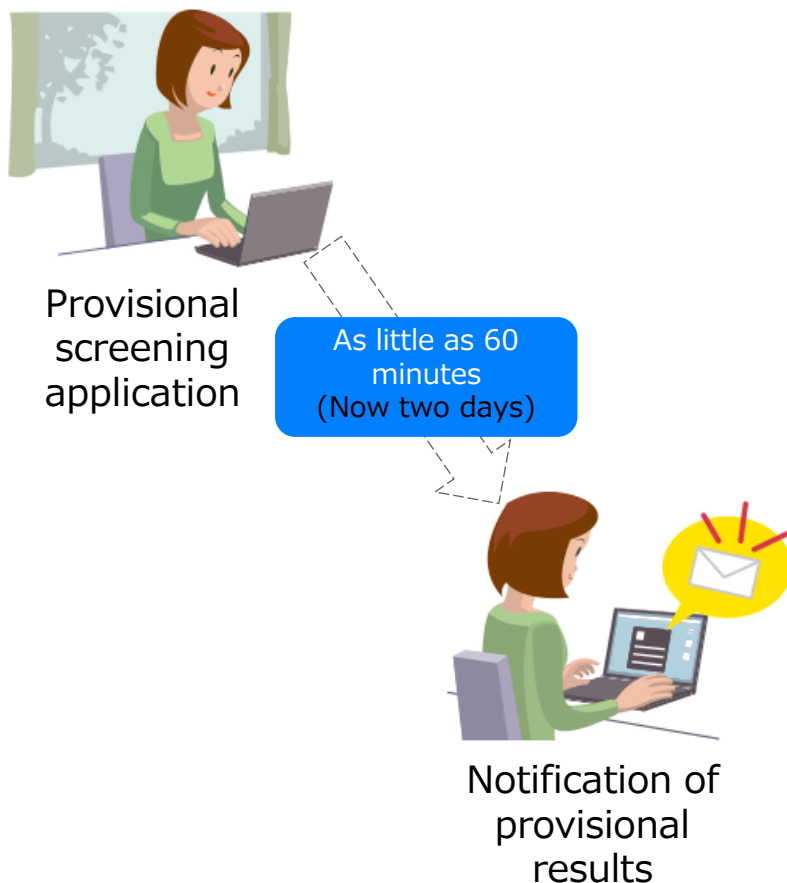 Provisional
screening
application
As little as 60
minutes
(Now two days)
Notification of
provisional
results